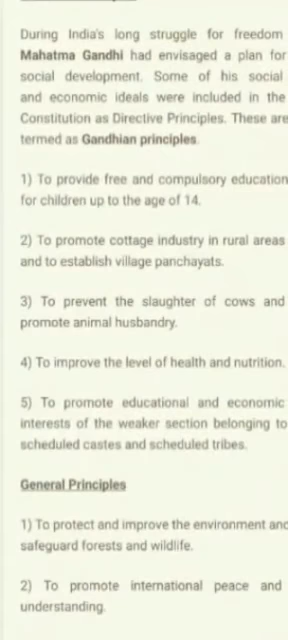 During India's long struggle for freedom
Mahatma Gandhi had envisaged a plan for
social development. Some of his social
and economic ideals were included in the
Constitution as Directive Principles. These are
termed as Gandhian principles.
1) To provide free and compulsory education
for children up to the age of 14.
2) To promote cottage industry in rural areas
and to establish village panchayats.
3) To prevent the slaughter of cows and
promote animal husbandry.
4) To improve the level of health and nutrition.
5) To promote educational and economic
interests of the weaker section belonging to
scheduled castes and scheduled tribes.
General Principles
1) To protect and improve the environment and
safeguard forests and wildlife.
2) To promote international peace and
understanding.